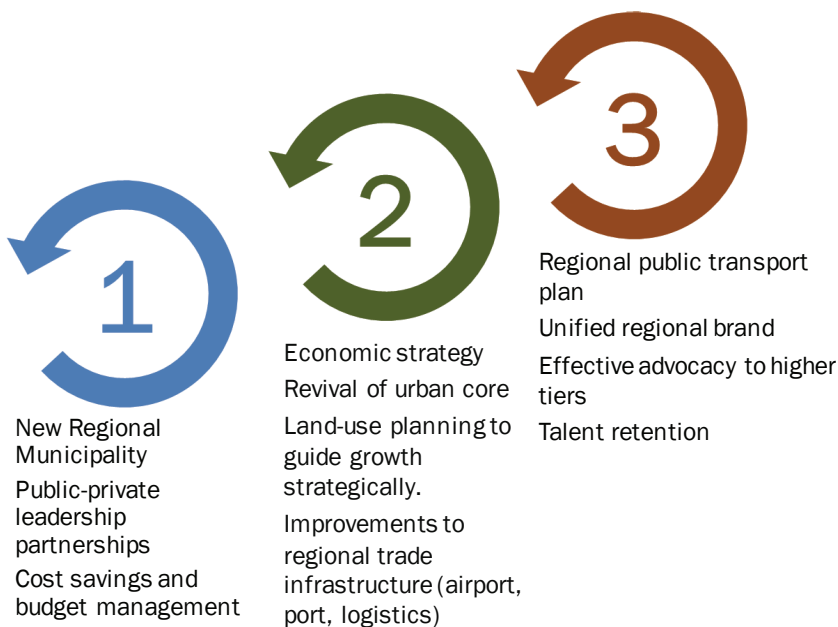 1
New Regional
Municipality
Public-private
leadership
partnerships
Cost savings and
budget management
2
Economic strategy
Revival of urban core
Land-use planning to
guide growth
strategically.
Improvements to
regional trade
infrastructure (airport,
port, logistics)
3
Regional public transport
plan
Unified regional brand
Effective advocacy to higher
tiers
Talent retention